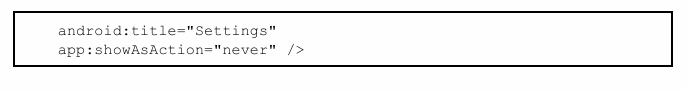 android:title="Settings"
app:showAsAction="never" />